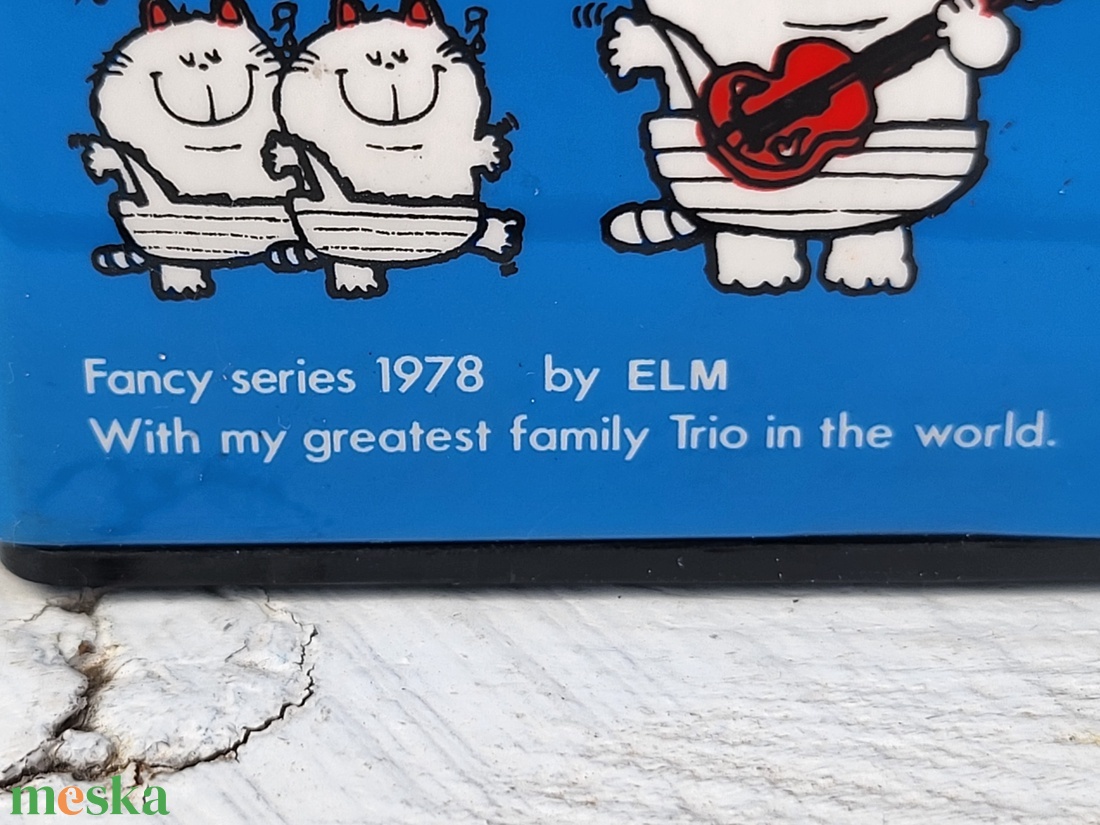 Fancy series 1978 by ELM
With my greatest family Trio in the world.
meska